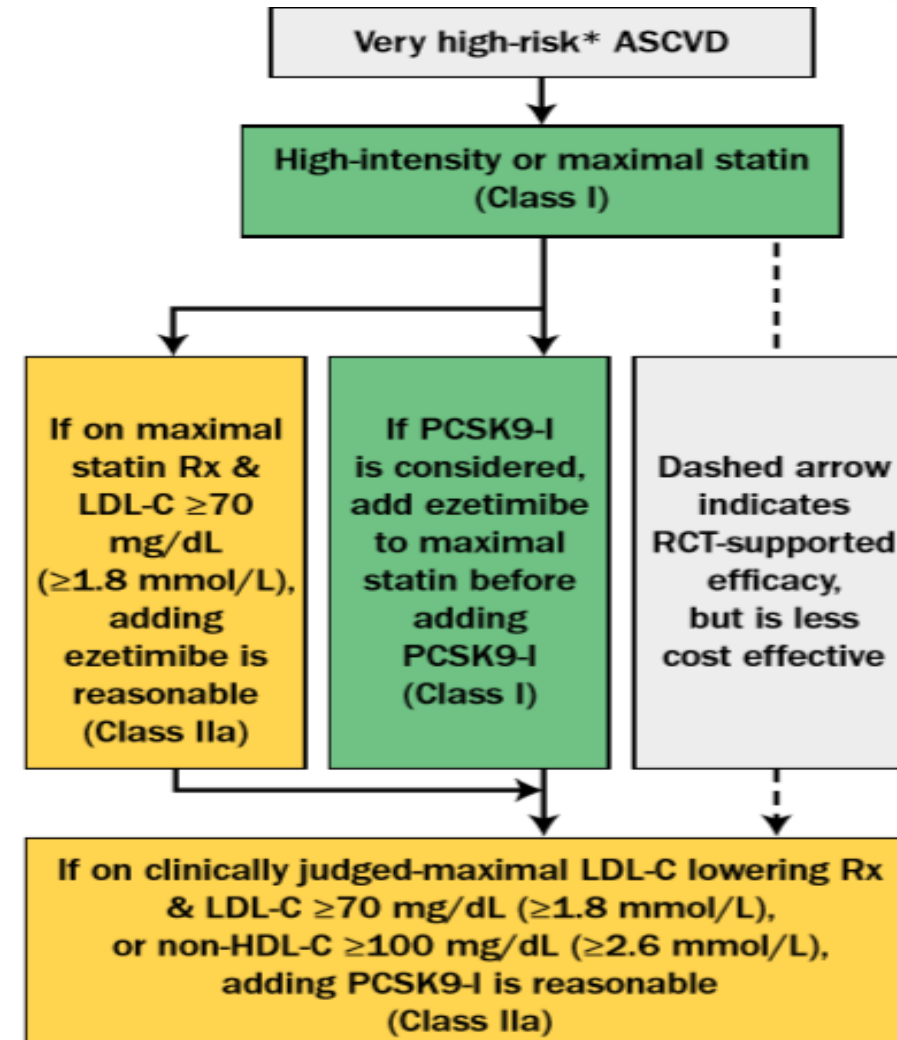 Very high-risk* ASCVD
High-intensity or maximal statin
(Class I)
If on maximal
statin Rx &
LDL-C ≥70
mg/dL
(≥1.8 mmol/L),
adding
ezetimibe is
reasonable
(Class IIa)
If PCSK9-I
is considered,
add ezetimibe
to maximal
statin before
adding
PCSK9-I
(Class I)
Dashed arrow
indicates
RCT-supported
efficacy,
but is less
cost effective
If on clinically judged-maximal LDL-C lowering Rx
& LDL-C ≥70 mg/dL (≥1.8 mmol/L),
or non-HDL-C ≥100 mg/dL (≥2.6 mmol/L),
adding PCSK9-I is reasonable
(Class IIa)